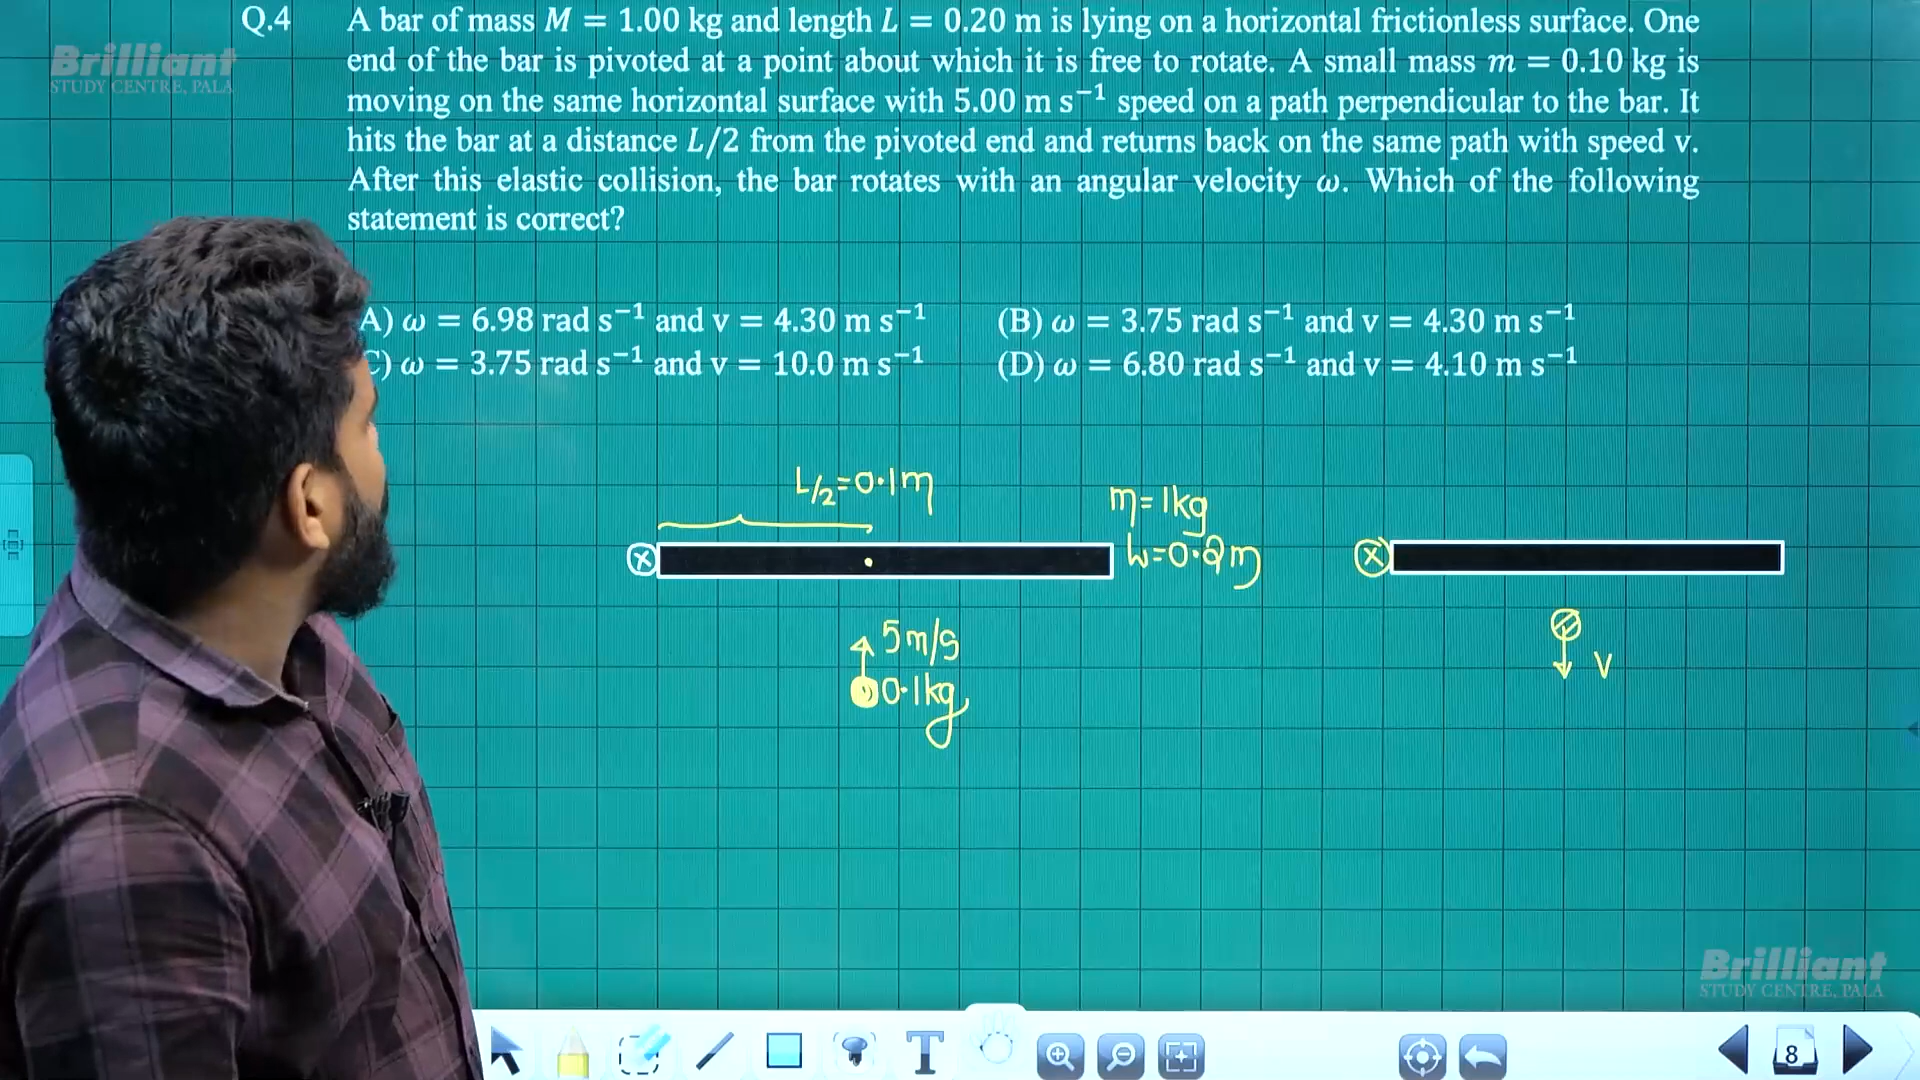 Brilliant
STUDY CENTRE, PALA
Q.4 A bar of mass M = 1.00 kg and length L = 0.20 m is lying on a horizontal frictionless surface. One
end of the bar is pivoted at a point about which it is free to rotate. A small mass m = 0.10 kg is
moving on the same horizontal surface with 5.00 m s⁻¹ speed on a path perpendicular to the bar. It
hits the bar at a distance L/2 from the pivoted end and returns back on the same path with speed v.
After this elastic collision, the bar rotates with an angular velocity ω. Which of the following
statement is correct?
A) ω = 6.98 rad s⁻¹ and v = 4.30 m s⁻¹ (B) ω = 3.75 rad s⁻¹ and v = 4.30 m s⁻¹
C) ω = 3.75 rad s⁻¹ and v = 10.0 m s⁻¹ (D) ω = 6.80 rad s⁻¹ and v = 4.10 m s⁻¹
L/2=0.1m
m=1kg
=0.2m
5m/s
0.1kg
v
Brilliant
STUDY CENTRE, PALA
T
8